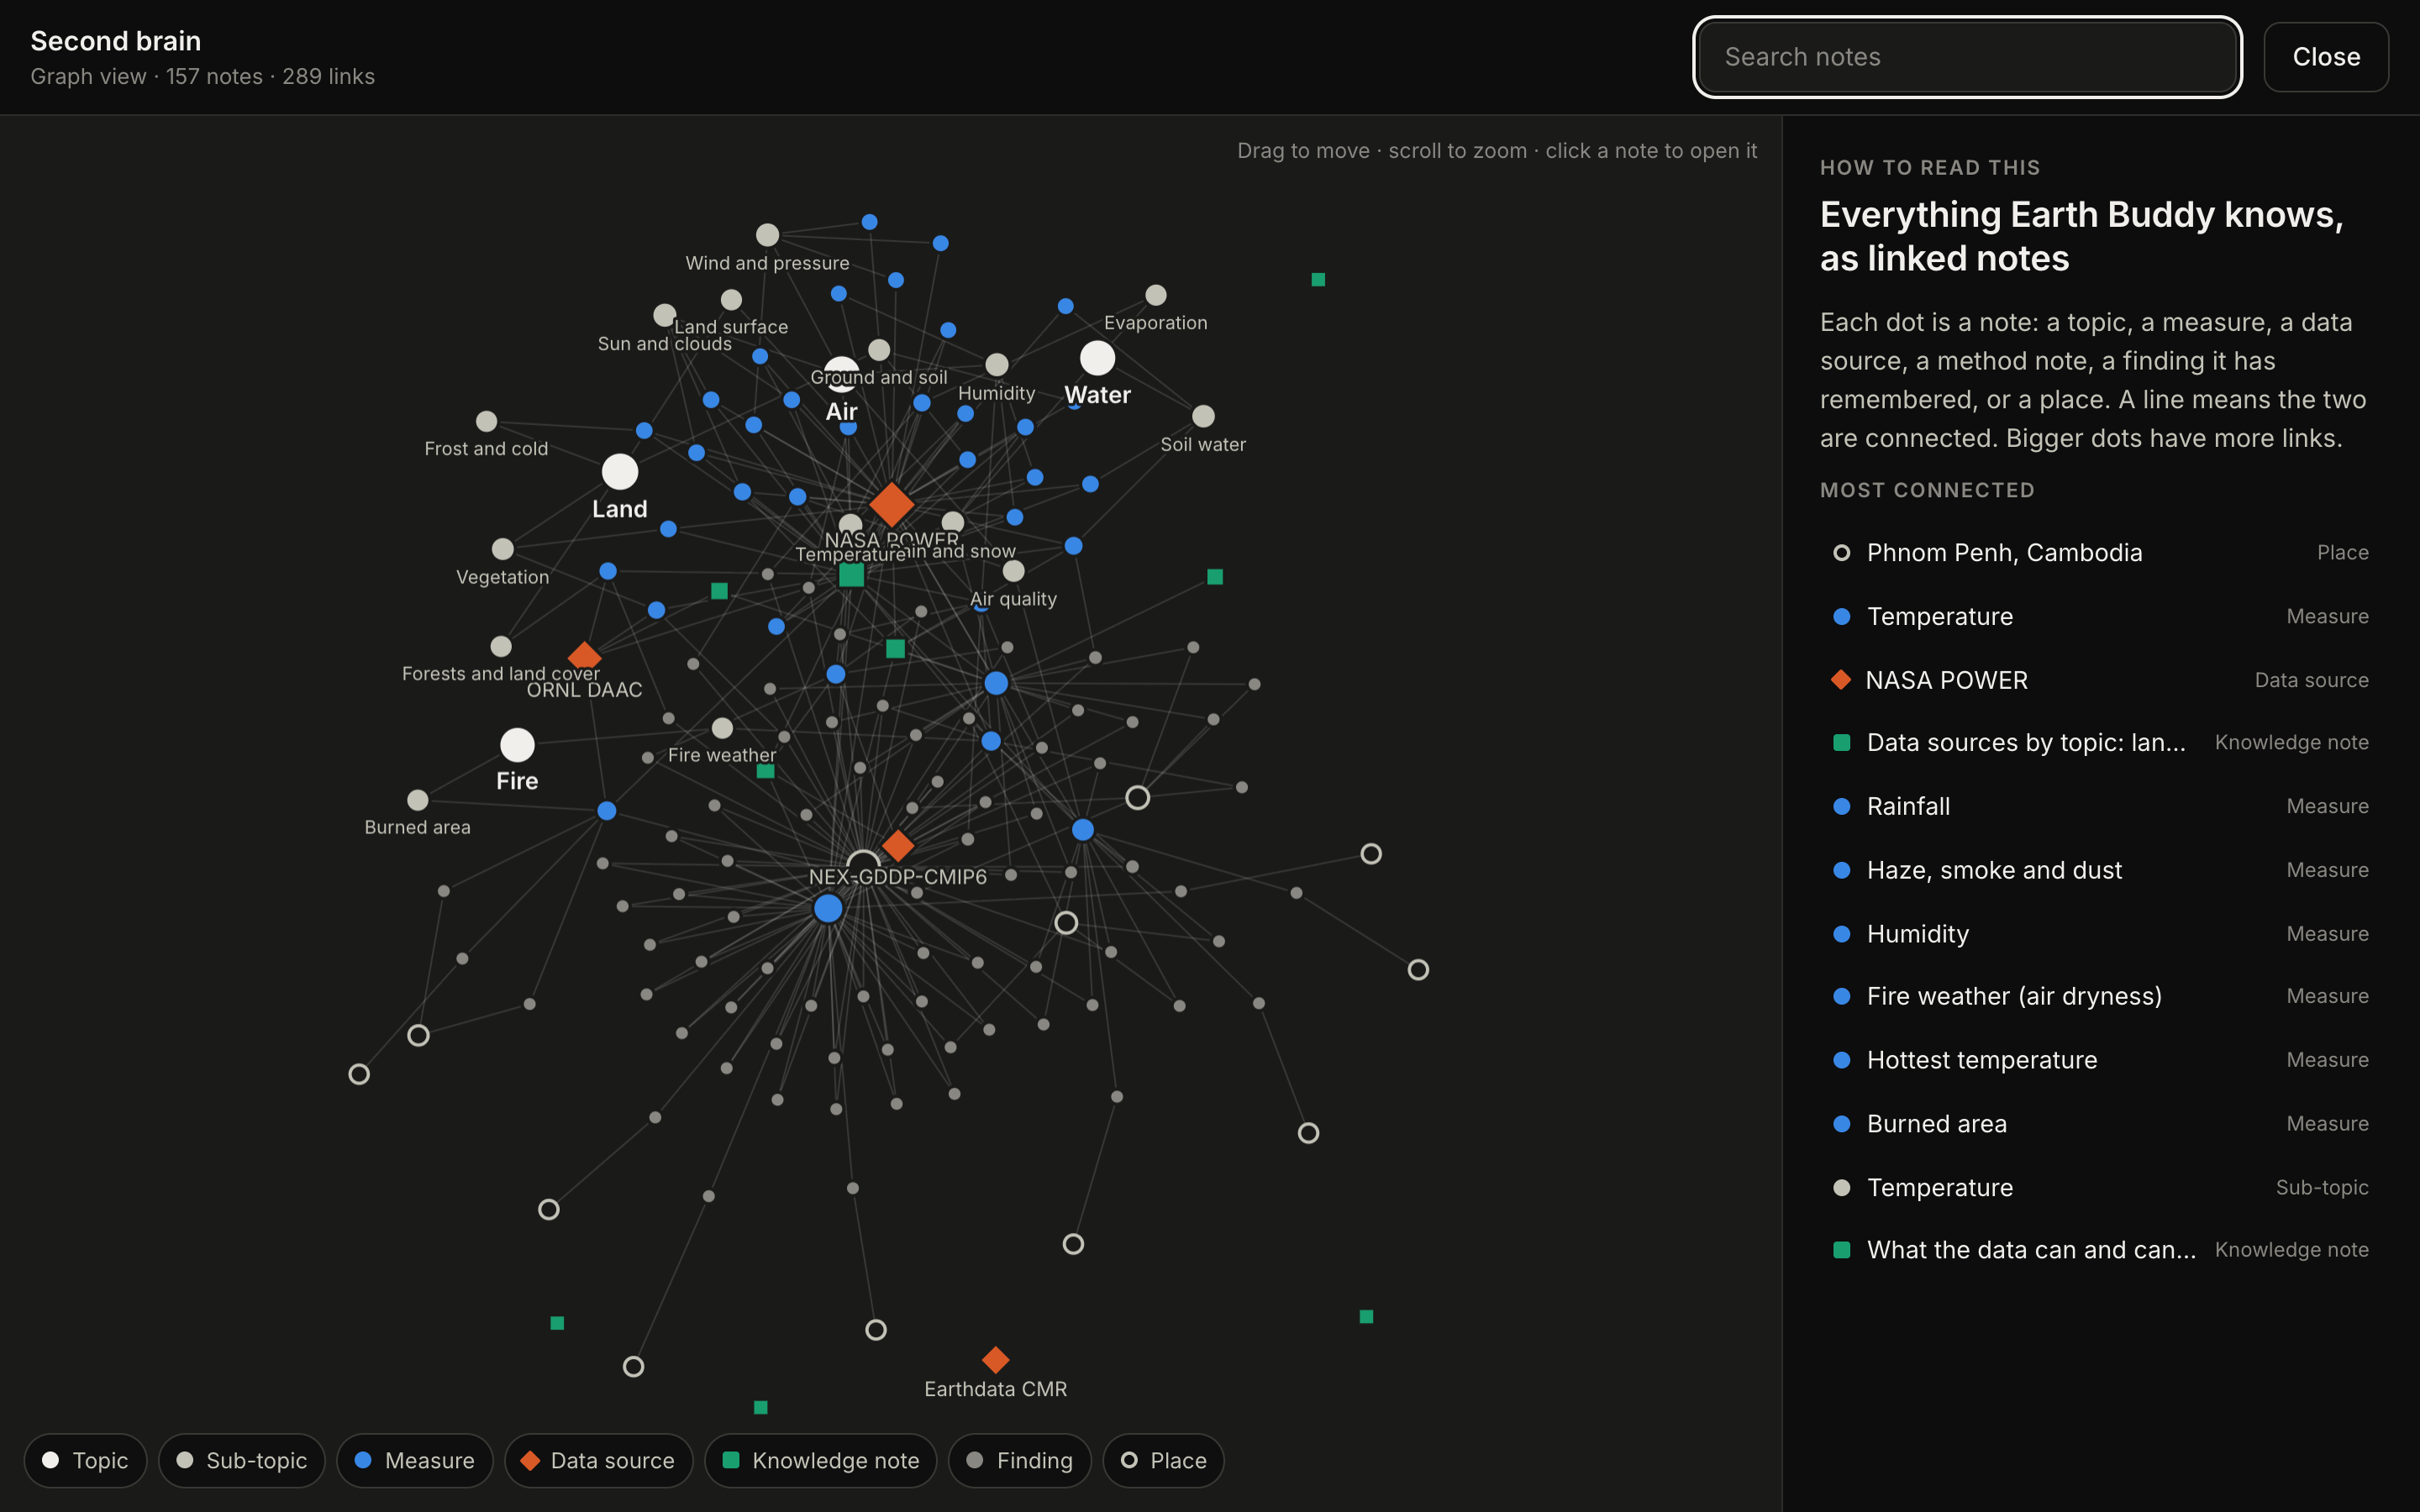 Second brain
Graph view · 157 notes · 289 links
Search notes
Close
Drag to move · scroll to zoom · click a note to open it
Wind and pressure
Land surface
Sun and clouds
Evaporation
Ground and soil
Air
Humidity
Water
Frost and cold
Soil water
Land
NASA POWER
Temperature
and snow
Vegetation
Air quality
Forests and land cover
ORNL DAAC
Fire weather
Fire
Burned area
NEX-GDDP-CMIP6
Earthdata CMR
Topic
Sub-topic
Measure
Data source
Knowledge note
Finding
Place
HOW TO READ THIS
Everything Earth Buddy knows,
as linked notes
Each dot is a note: a topic, a measure, a data
source, a method note, a finding it has
remembered, or a place. A line means the two
are connected. Bigger dots have more links.
MOST CONNECTED
Phnom Penh, Cambodia Place
Temperature Measure
NASA POWER Data source
Data sources by topic: lan... Knowledge note
Rainfall Measure
Haze, smoke and dust Measure
Humidity Measure
Fire weather (air dryness) Measure
Hottest temperature Measure
Burned area Measure
Temperature Sub-topic
What the data can and can... Knowledge note